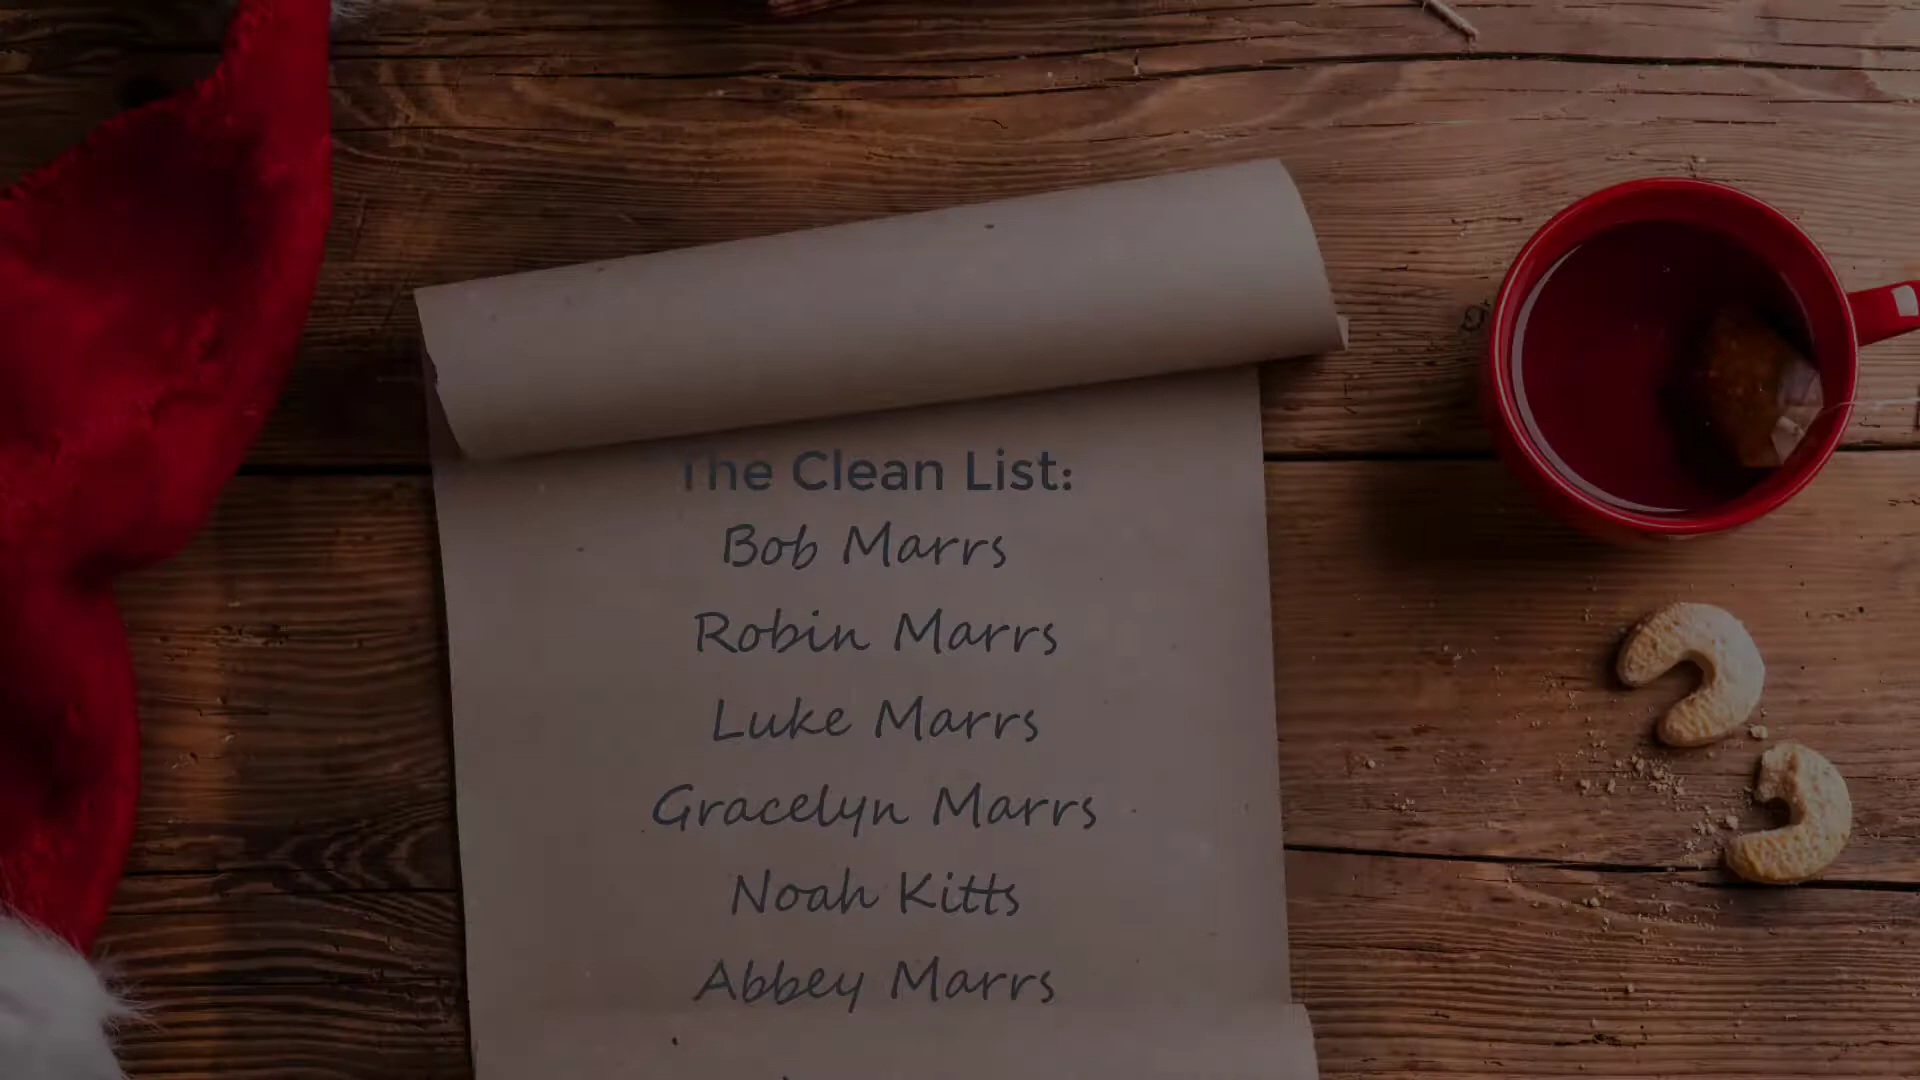 The Clean List:
Bob Marrs
Robin Marrs
Luke Marrs
Gracelyn Marrs
Noah Kitts
Abbey Marrs